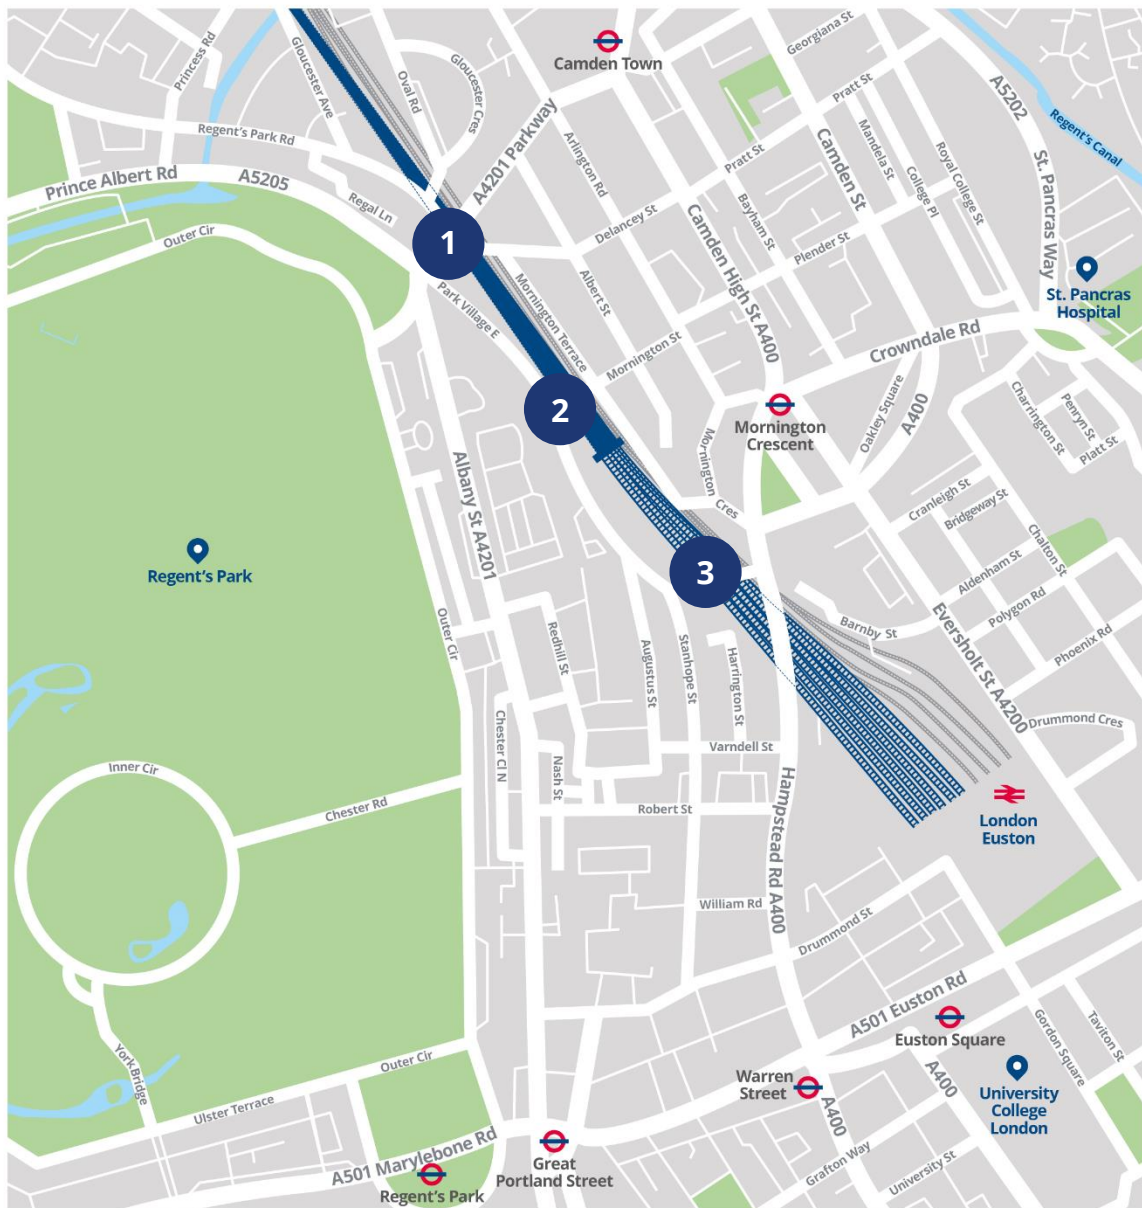 Camden Town
Georgiana St
Princess Rd
Gloucester Ave
Oval Rd
Gloucester Cres
A4201 Parkway
Pratt St
A5202
Regent's Canal
Regent's Park Rd
Prince Albert Rd
A5205
Regal Ln
Outer Cir
Arlington Rd
Pratt St
Camden St
Mandela St
College Pl
Royal College St
St. Pancras Way
Delancey St
Bayham St
Plender St
Camden High St A400
1
Park Village E
Mornington Terrace
Albert St
Mornington St
St. Pancras
Hospital
Crowndale Rd
2
Mornington
Crescent
Oakley Square
A400
Charrington St
Penryn St
Platt St
Mornington
Cres
Albany St A4201
Cranleigh St
Bridgeway St
Chalton St
3
Regent's Park
Aldenham St
Polygon Rd
Phoenix Rd
Barnby St
Eversholt St A4200
Outer Cir
Redhill St
Augustus St
Stanhope St
Harrington St
Chester Cl N
Nash St
Varndell St
Drummond Cres
Inner Cir
Chester Rd
Robert St
Hampstead Rd A400
London
Euston
William Rd
Drummond St
A501 Euston Rd
Euston Square
Gordon Square
Taviton St
York Bridge
Outer Cir
Ulster Terrace
Warren
Street
A400
A400
University
College
London
A501 Marylebone Rd
Regent's Park
Great
Portland Street
Grafton Way
University St